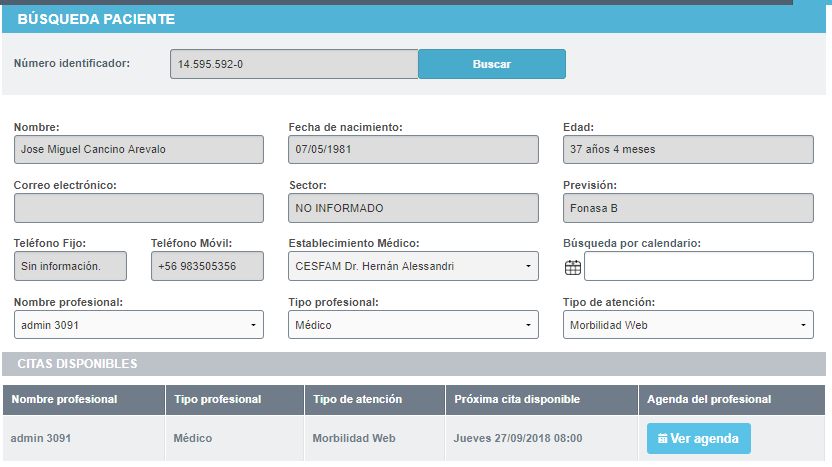 BÚSQUEDA PACIENTE
Número identificador: 14.595.592-0 Buscar
Nombre: Fecha de nacimiento: Edad:
Jose Miguel Cancino Arevalo 07/05/1981 37 años 4 meses
Correo electrónico: Sector: Previsión:
NO INFORMADO Fonasa B
Teléfono Fijo: Teléfono Móvil: Establecimiento Médico: Búsqueda por calendario:
Sin información. +56 983505356 CESFAM Dr. Hernán Alessandri
Nombre profesional: Tipo profesional: Tipo de atención:
admin 3091 Médico Morbilidad Web
CITAS DISPONIBLES
Nombre profesional Tipo profesional Tipo de atención Próxima cita disponible Agenda del profesional
admin 3091 Médico Morbilidad Web Jueves 27/09/2018 08:00 Ver agenda